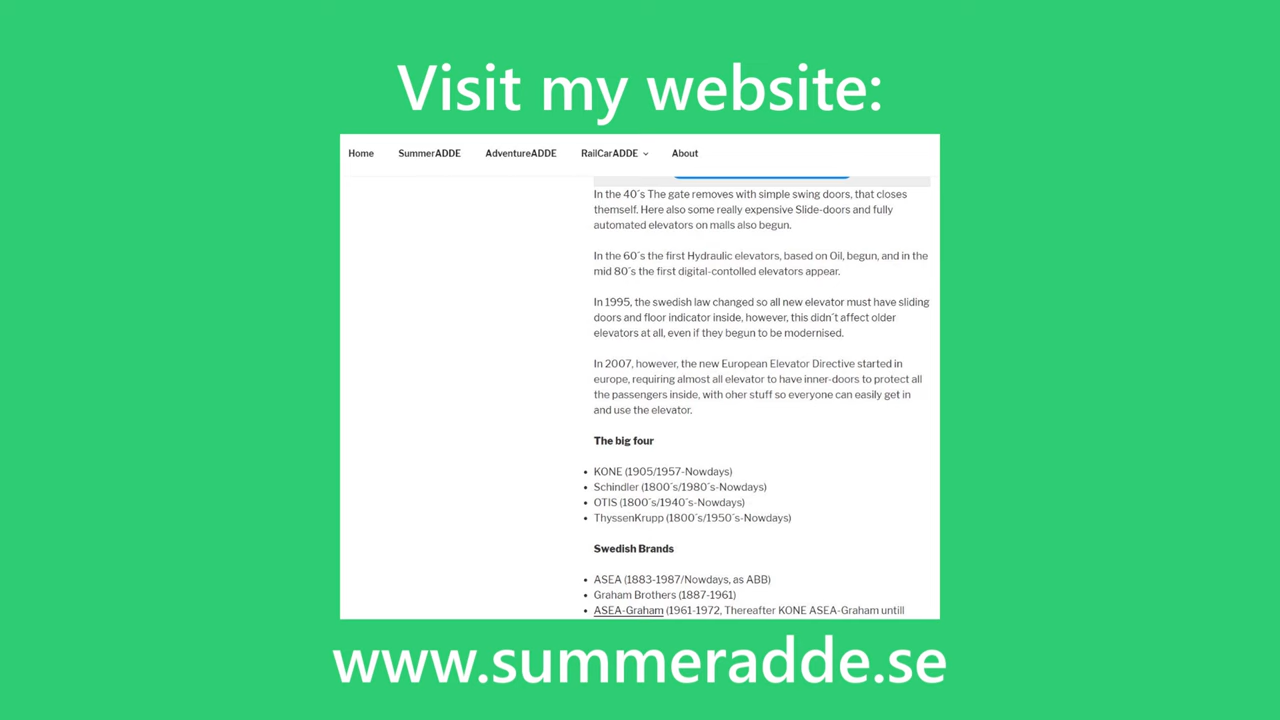 Visit my website:
Home SummerADDE AdventureADDE RailCarADDE About
In the 40´s The gate removes with simple swing doors, that closes
themself. Here also some really expensive Slide-doors and fully
automated elevators on malls also begun.
In the 60´s the first Hydraulic elevators, based on Oil, begun, and in the
mid 80´s the first digital-contolled elevators appear.
In 1995, the swedish law changed so all new elevator must have sliding
doors and floor indicator inside, however, this didn´t affect older
elevators at all, even if they begun to be modernised.
In 2007, however, the new European Elevator Directive started in
europe, requiring almost all elevator to have inner-doors to protect all
the passengers inside, with oher stuff so everyone can easily get in
and use the elevator.
The big four
• KONE (1905/1957-Nowdays)
• Schindler (1800´s/1980´s-Nowdays)
• OTIS (1800´s/1940´s-Nowdays)
• ThyssenKrupp (1800´s/1950´s-Nowdays)
Swedish Brands
• ASEA (1883-1987/Nowdays, as ABB)
• Graham Brothers (1887-1961)
• ASEA-Graham (1961-1972, Thereafter KONE ASEA-Graham untill
www.summeradde.se